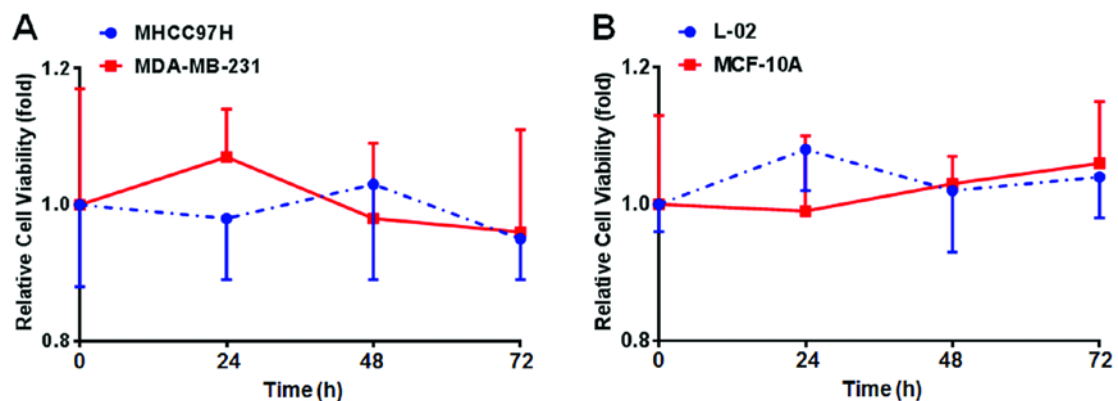 A
MHCC97H
MDA-MB-231
Relative Cell Viability (fold)
1.2
1.0
0.8
0
24
48
72
Time (h)
B
L-02
MCF-10A
Relative Cell Viability (fold)
1.2
1.0
0.8
0
24
48
72
Time (h)